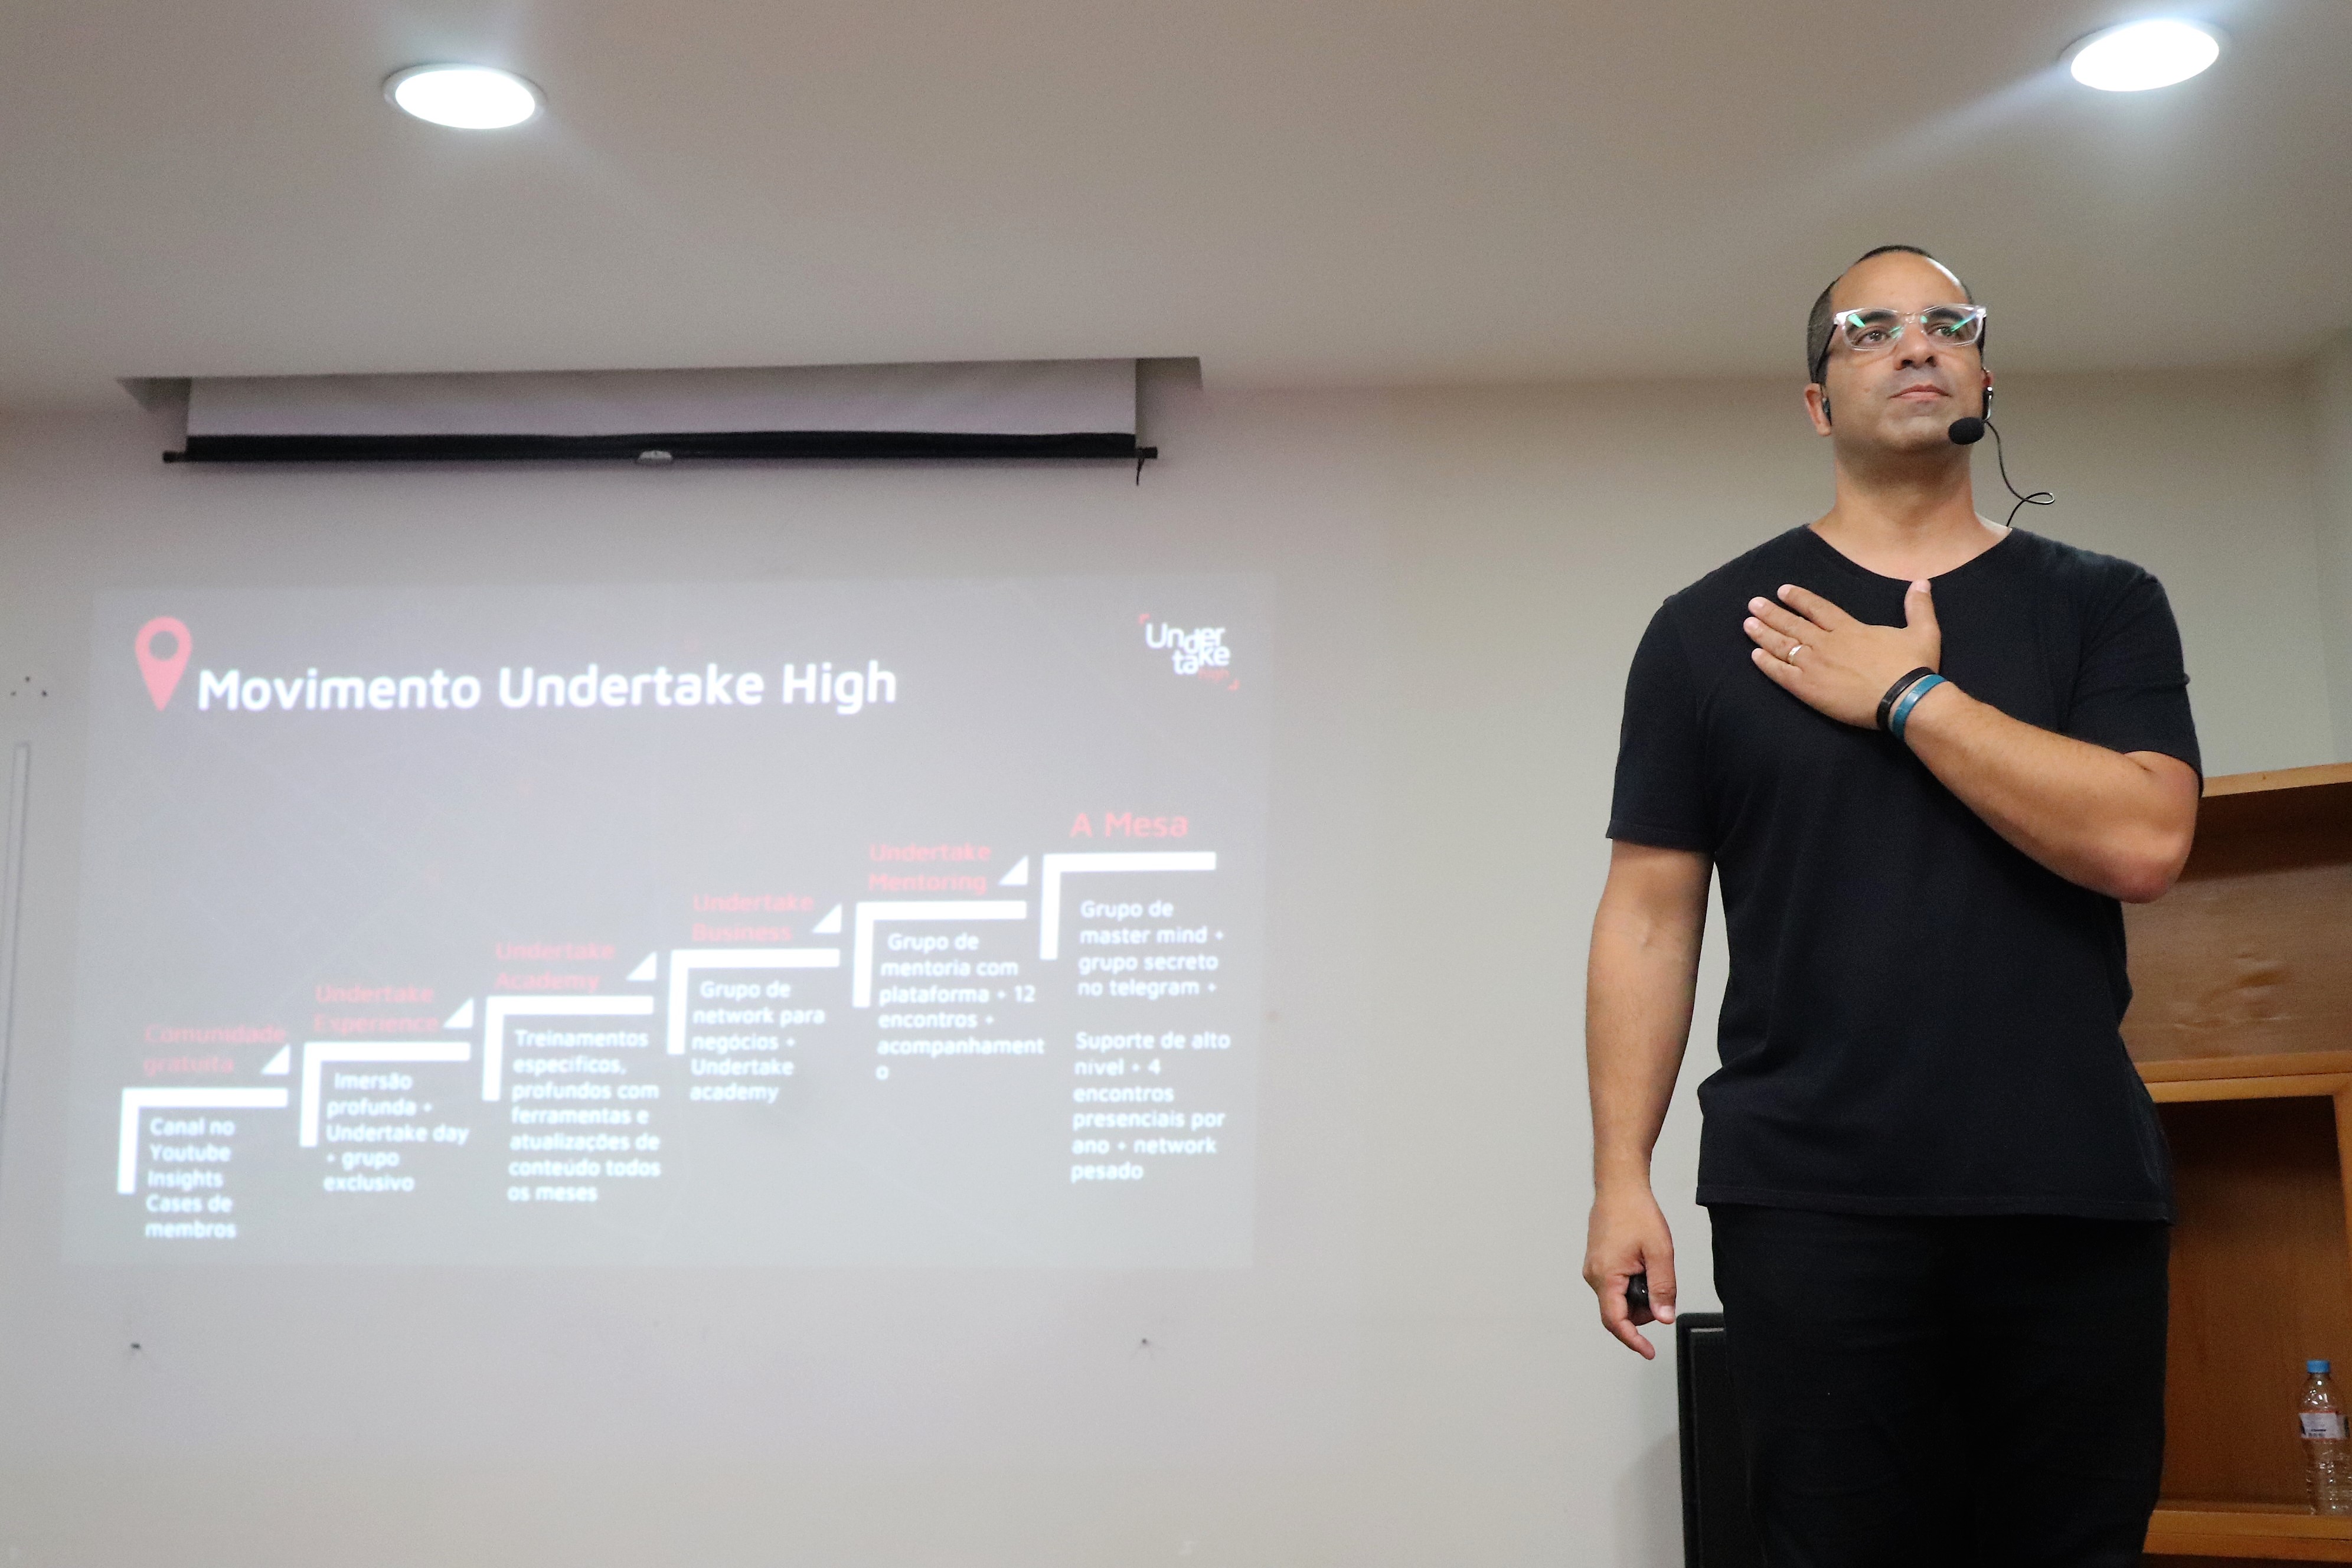 Movimento Undertake High
Under
take
High
Comunidade
gratuita
Canal no
Youtube
Insights
Cases de
membros
Undertake
Experience
Imersão
profunda +
Undertake day
+ grupo
exclusivo
Undertake
Academy
Treinamentos
específicos,
profundos com
ferramentas e
atualizações de
conteúdo todos
os meses
Undertake
Business
Grupo de
network para
negócios +
Undertake
academy
Undertake
Mentoring
Grupo de
mentoria com
plataforma + 12
encontros +
acompanhament
o
A Mesa
Grupo de
master mind +
grupo secreto
no telegram +
Suporte de alto
nível + 4
encontros
presenciais por
ano + network
pesado